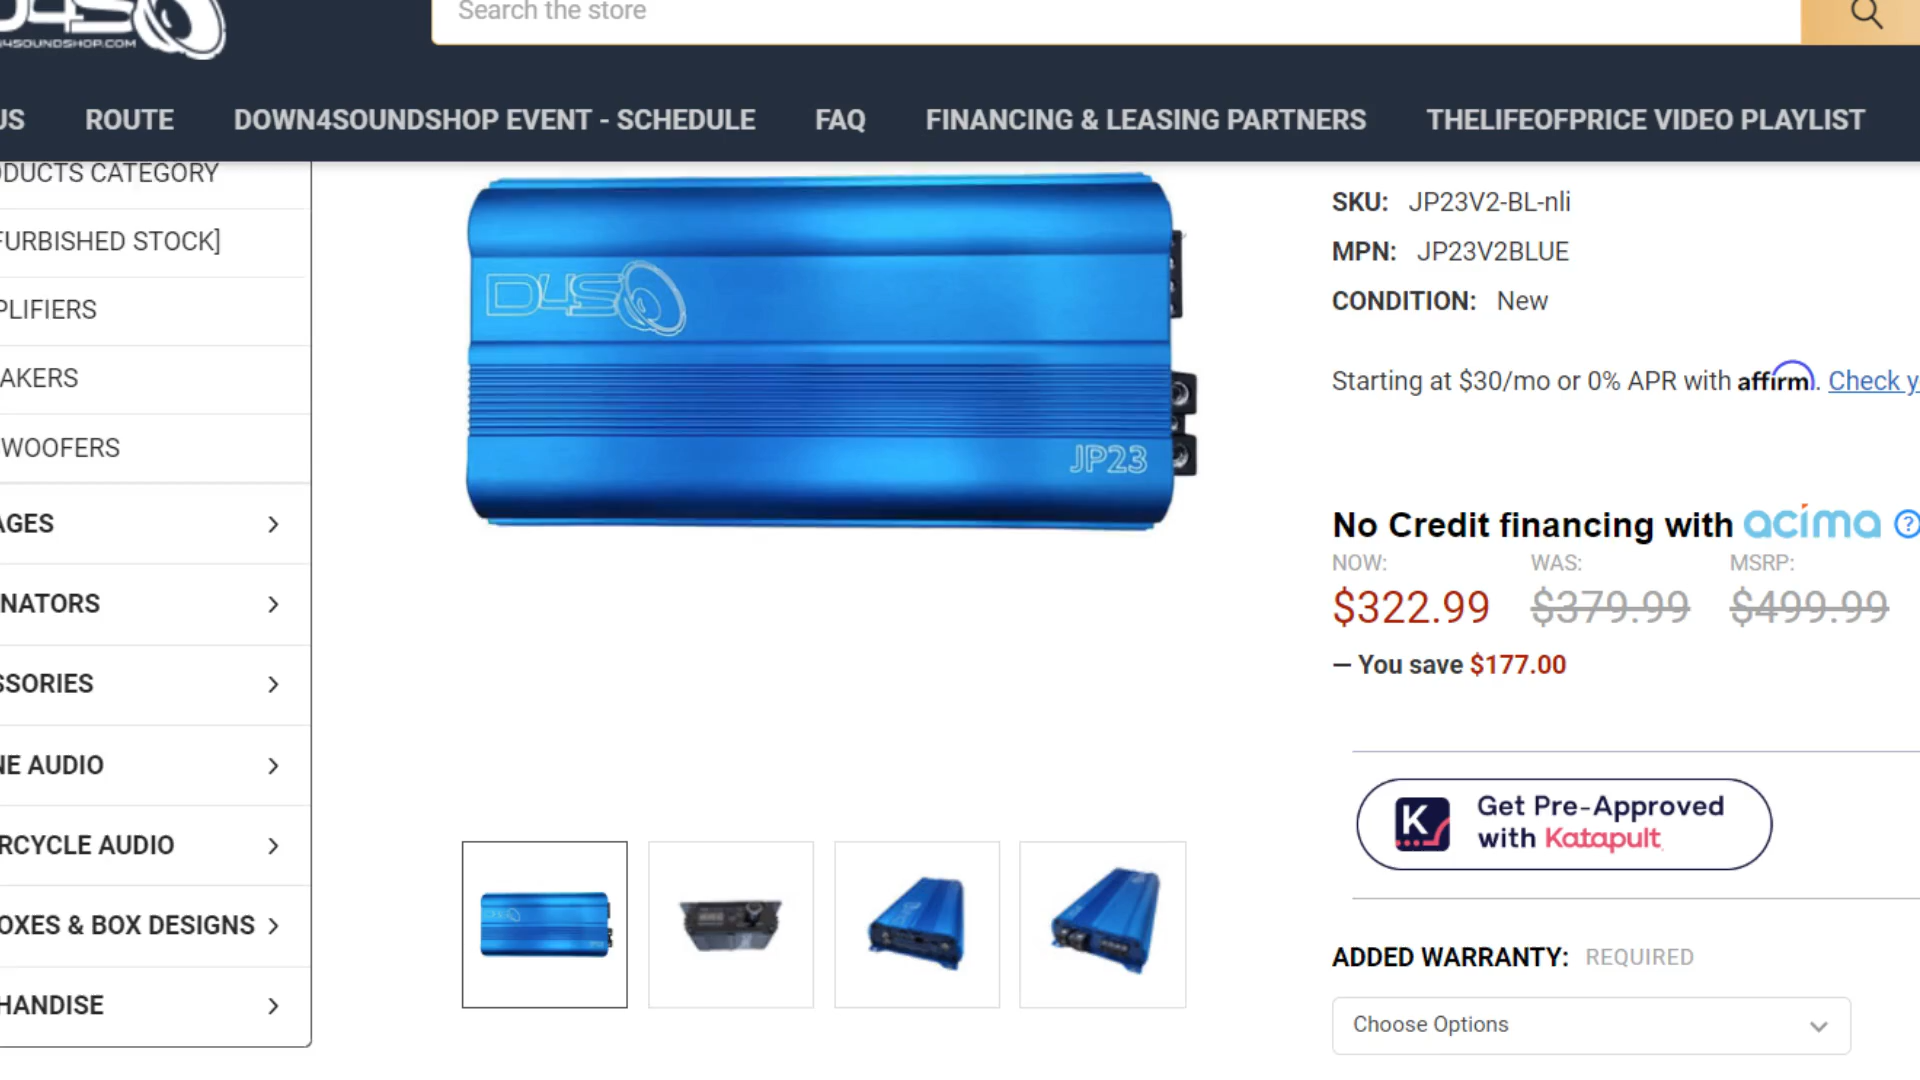 D4S
4SOUNDSHOP.COM
Search the store
US
ROUTE
DOWN4SOUNDSHOP EVENT - SCHEDULE
FAQ
FINANCING & LEASING PARTNERS
THELIFEOFPRICE VIDEO PLAYLIST
ODUCTS CATEGORY
FURBISHED STOCK]
PLIFIERS
AKERS
WOOFERS
AGES
NATORS
SSORIES
NE AUDIO
RCYCLE AUDIO
OXES & BOX DESIGNS
HANDISE
D4S
JP23
SKU: JP23V2-BL-nli
MPN: JP23V2BLUE
CONDITION: New
Starting at $30/mo or 0% APR with affirm. Check y
No Credit financing with acima ?
NOW: WAS: MSRP:
$322.99 $379.99 $499.99
— You save $177.00
K
Get Pre-Approved
with Katapult
ADDED WARRANTY: REQUIRED
Choose Options